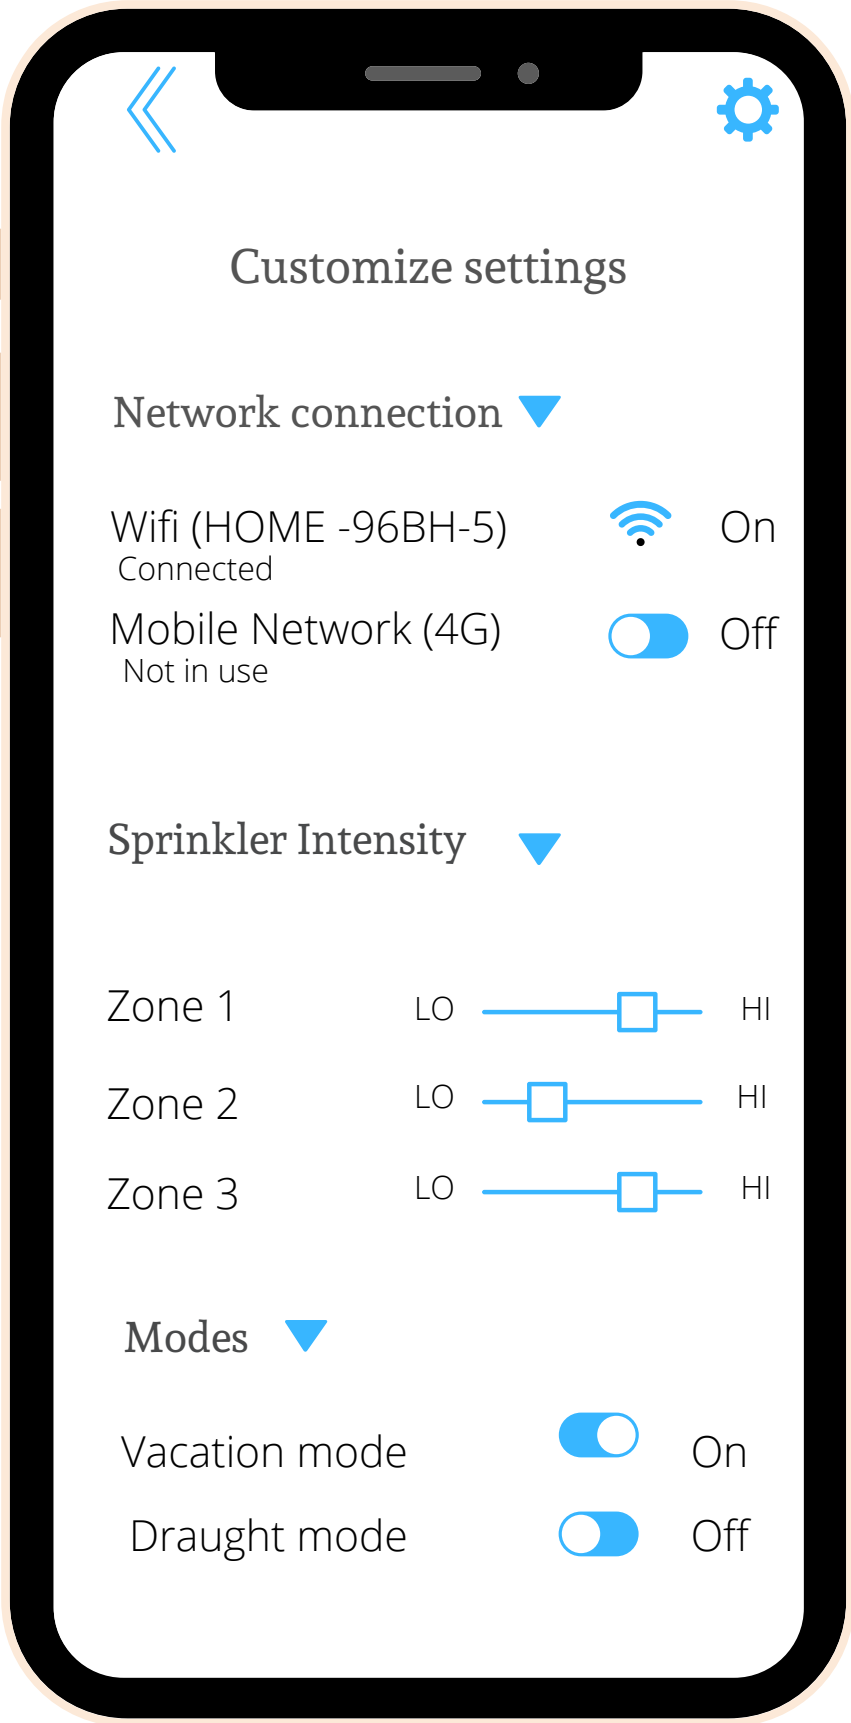 Customize settings
Network connection
Wifi (HOME -96BH-5) On
Connected
Mobile Network (4G) Off
Not in use
Sprinkler Intensity
Zone 1 LO HI
Zone 2 LO HI
Zone 3 LO HI
Modes
Vacation mode On
Draught mode Off